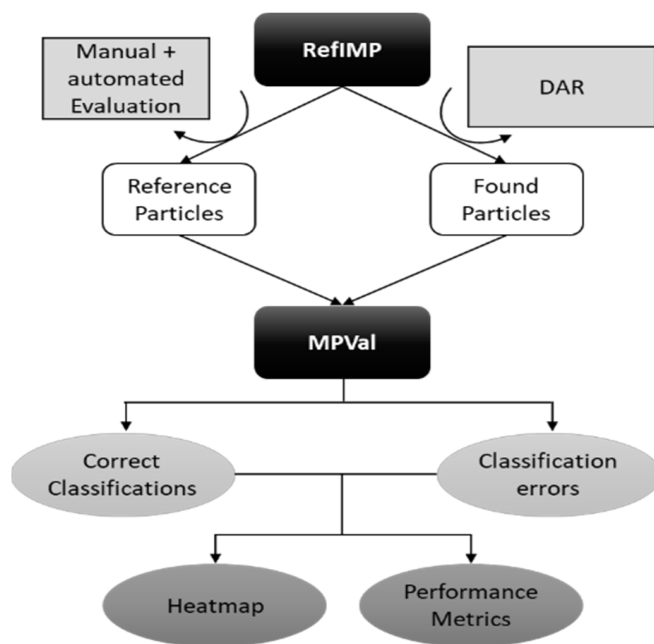 Manual +
automated
Evaluation
RefIMP
DAR
Reference
Particles
Found
Particles
MPVal
Correct
Classifications
Classification
errors
Heatmap
Performance
Metrics